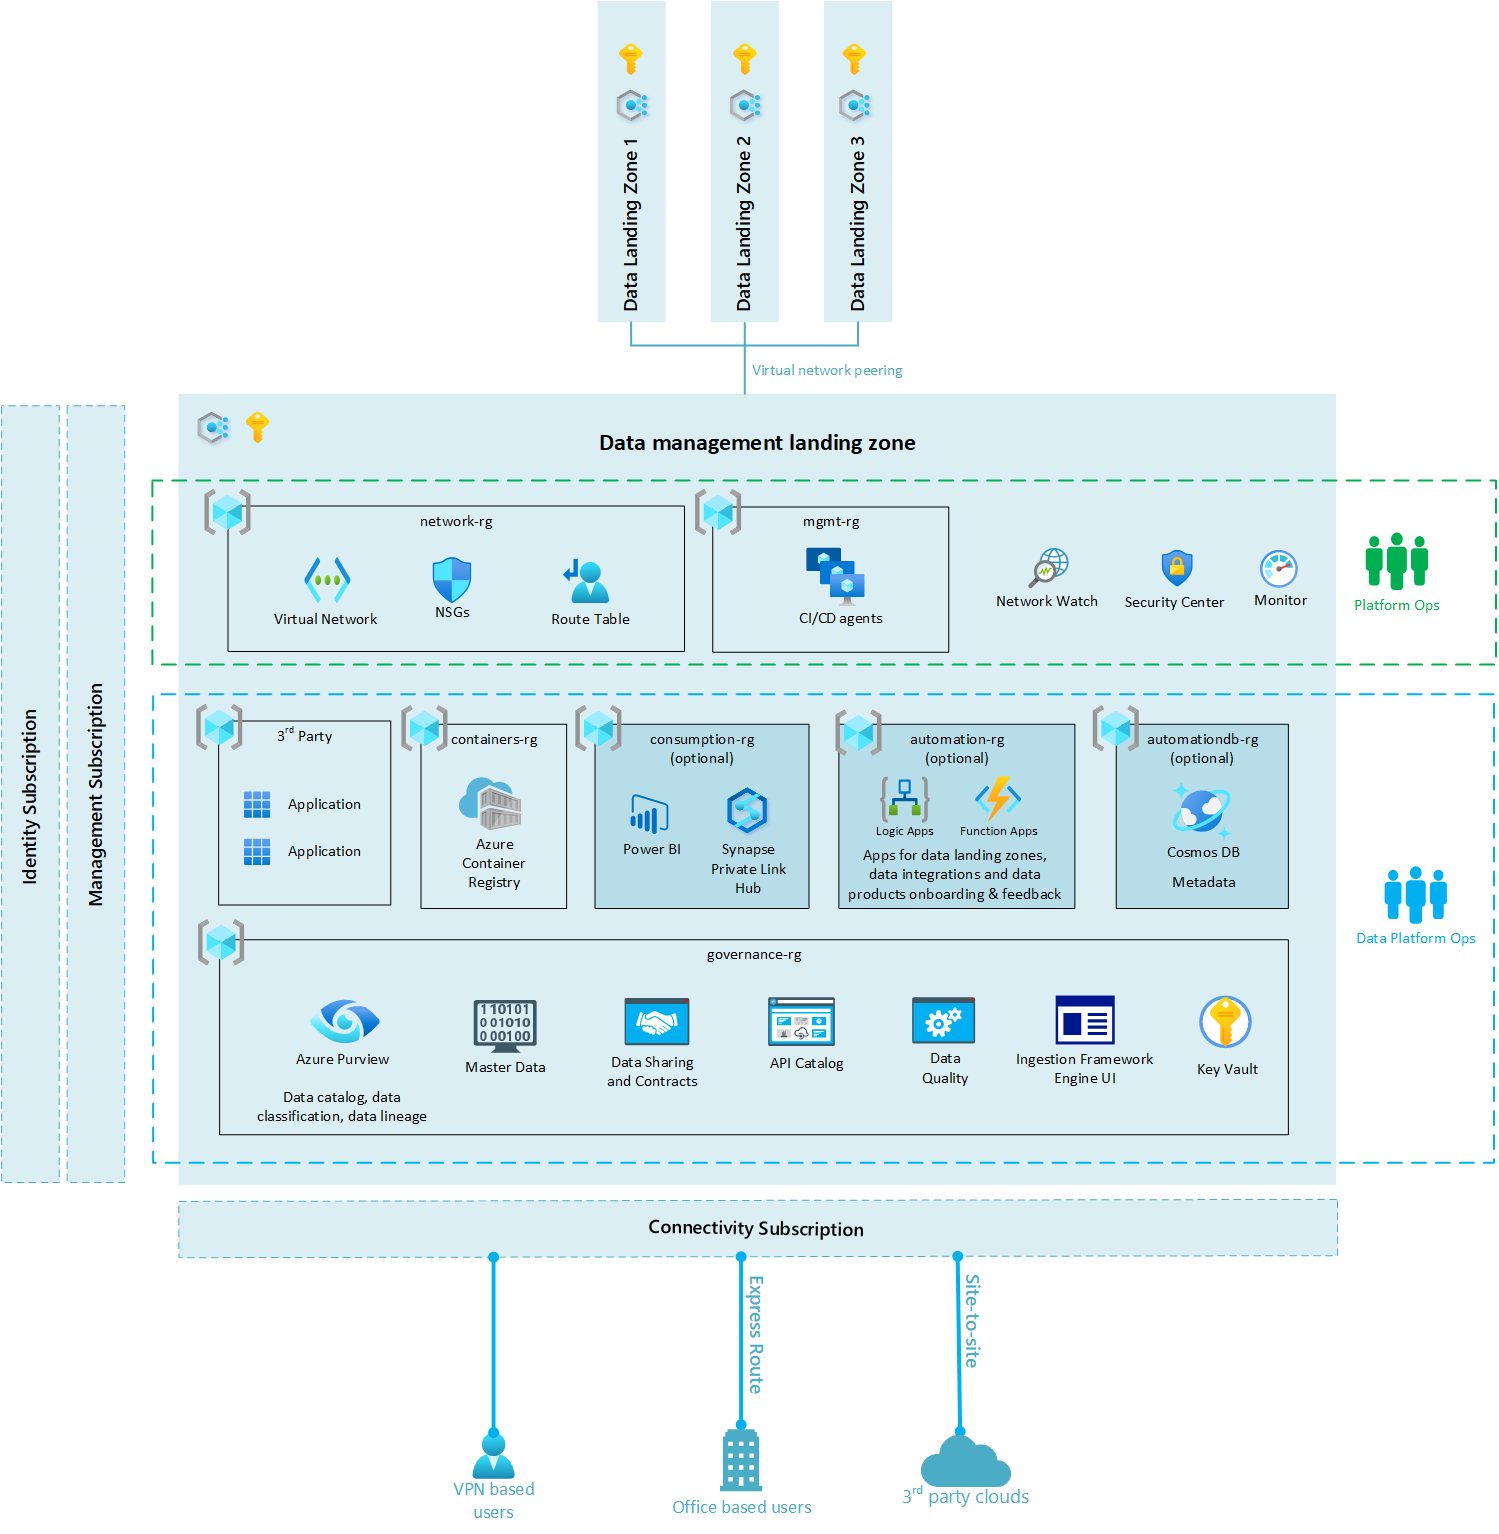 Data Landing Zone 1
Data Landing Zone 2
Data Landing Zone 3
Virtual network peering
Identity Subscription
Management Subscription
Data management landing zone
network-rg
Virtual Network
NSGs
Route Table
mgmt-rg
CI/CD agents
Network Watch
Security Center
Monitor
Platform Ops
3rd Party
Application
Application
containers-rg
Azure
Container
Registry
consumption-rg
(optional)
Power BI
Synapse
Private Link
Hub
automation-rg
(optional)
Logic Apps
Function Apps
Apps for data landing zones,
data integrations and data
products onboarding & feedback
automationdb-rg
(optional)
Cosmos DB
Metadata
Data Platform Ops
governance-rg
Azure Purview
Data catalog, data
classification, data lineage
110101
001010
000100
Master Data
Data Sharing
and Contracts
API Catalog
Data
Quality
Ingestion Framework
Engine UI
Key Vault
Connectivity Subscription
Express Route
Site-to-site
VPN based
users
Office based users
3rd party clouds